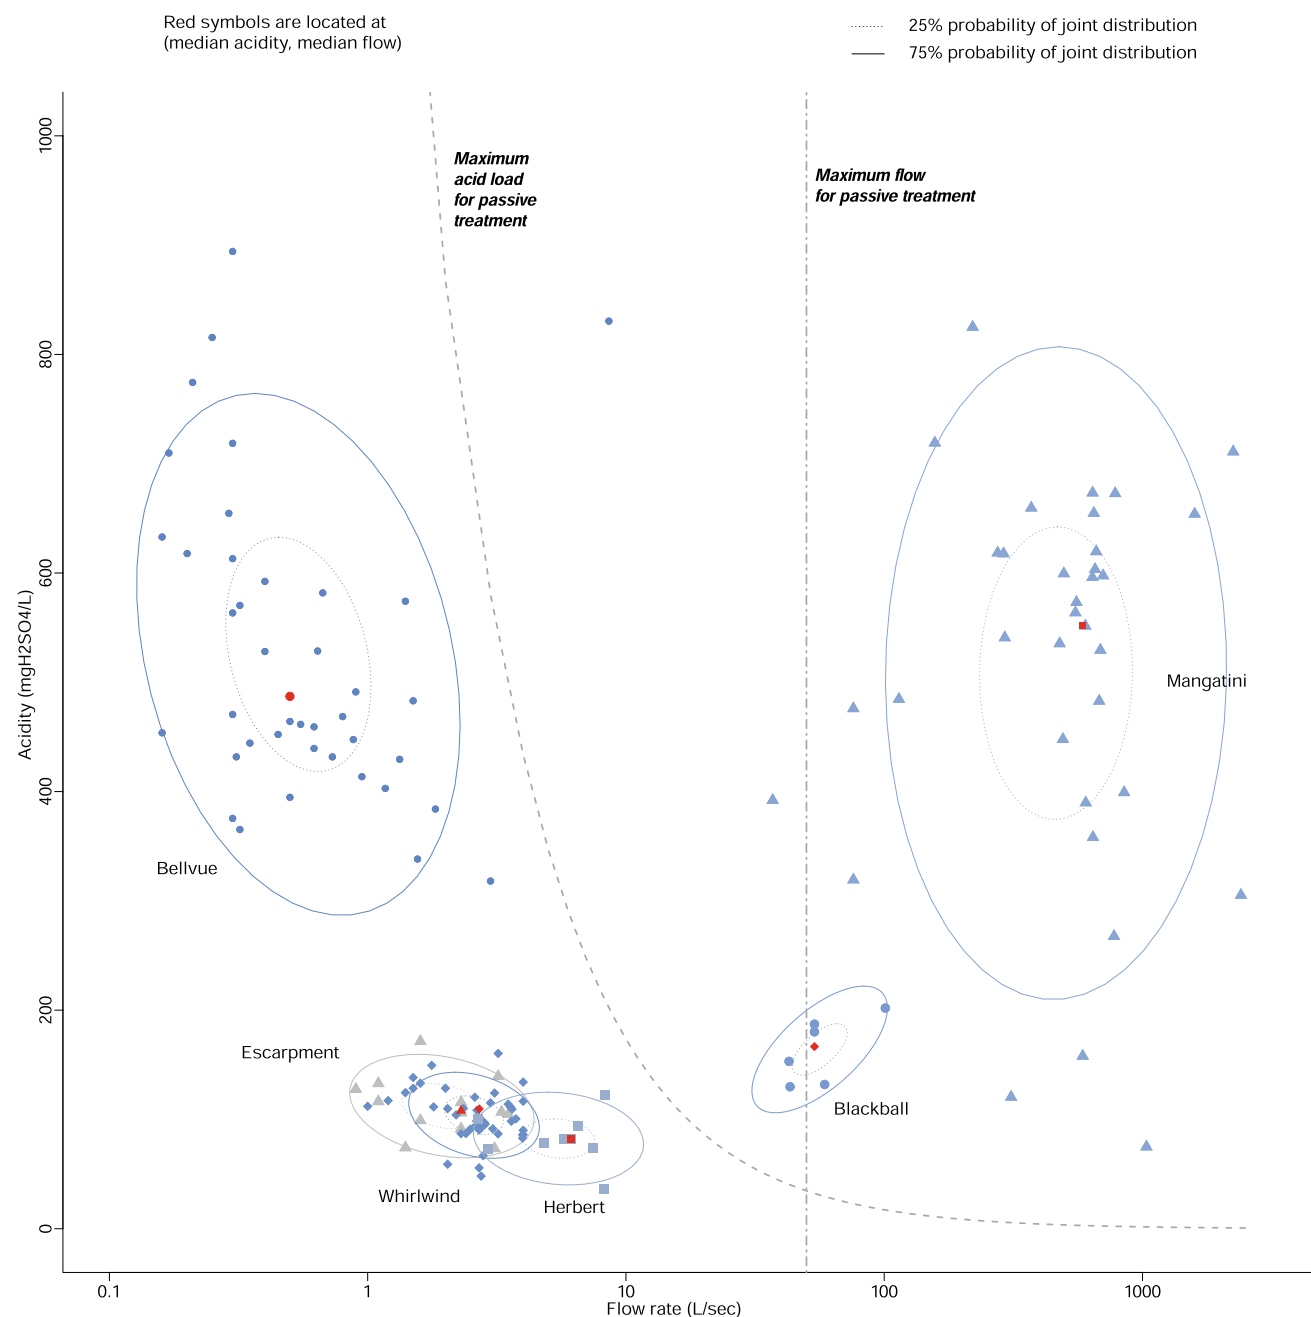 Red symbols are located at
(median acidity, median flow)
25% probability of joint distribution
75% probability of joint distribution
Maximum
acid load
for passive
treatment
Maximum flow
for passive treatment
1000
800
600
400
200
0
Acidity (mgH2SO4/L)
Mangatini
Bellvue
Escarpment
Blackball
Whirlwind
Herbert
0.1
1
10
100
1000
Flow rate (L/sec)